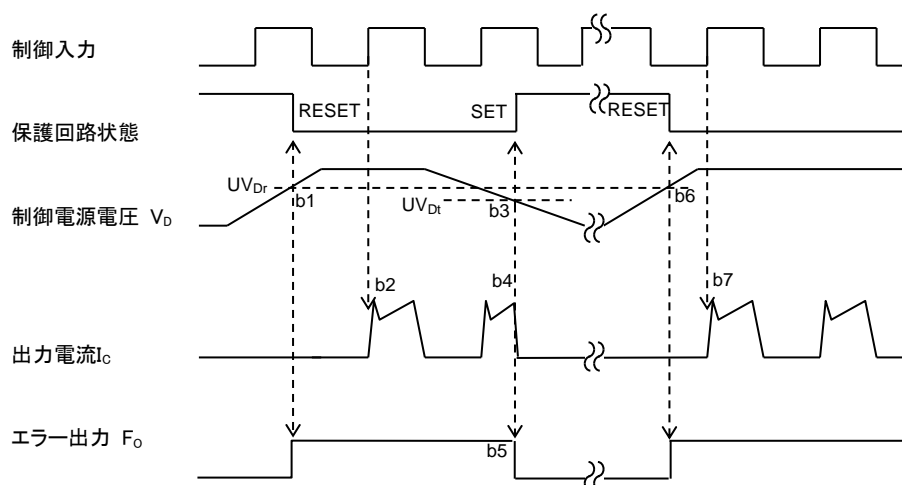 制御入力
RESET
SET
RESET
保護回路状態
UVDr
b1
b6
UVDt
b3
制御電源電圧 VD
b2
b4
b7
出力電流IC
エラー出力 FO
b5